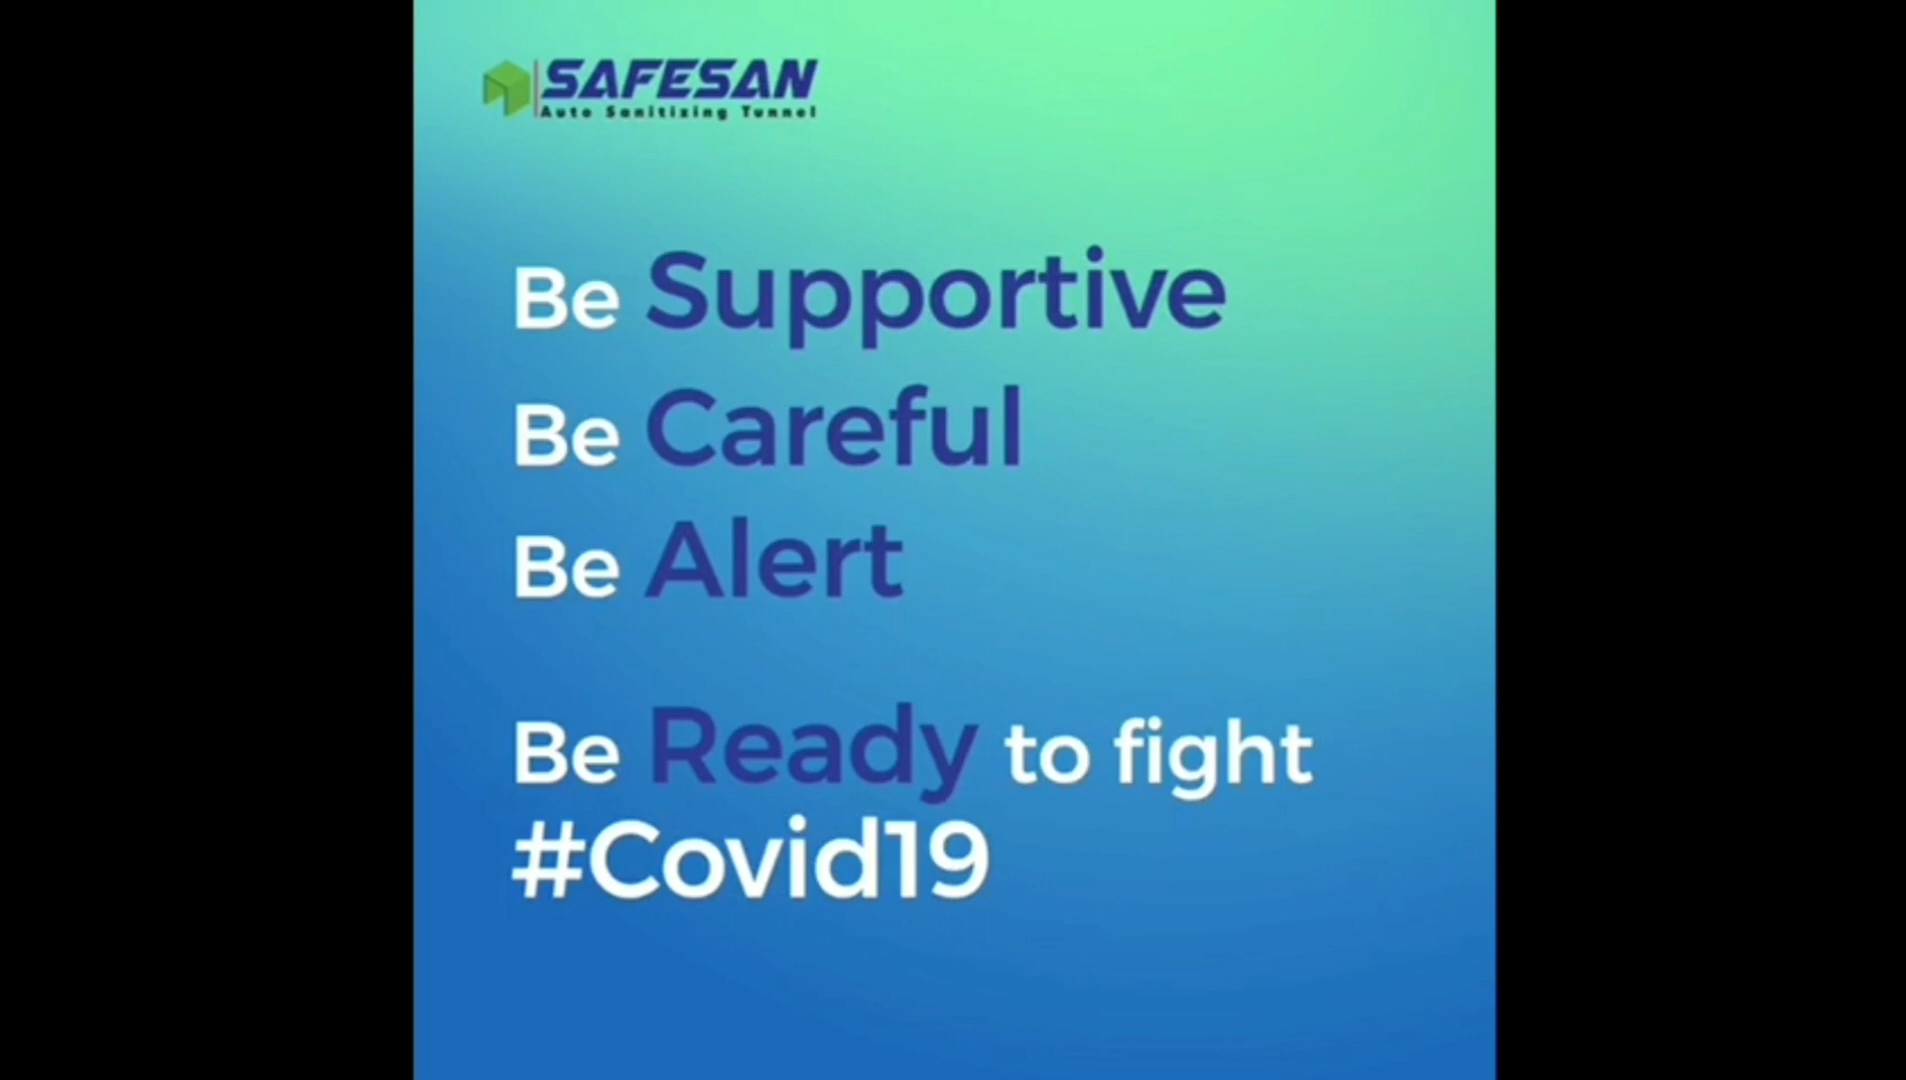 SAFESAN
Auto Sanitizing Tunnel
Be Supportive
Be Careful
Be Alert
Be Ready to fight
#Covid19